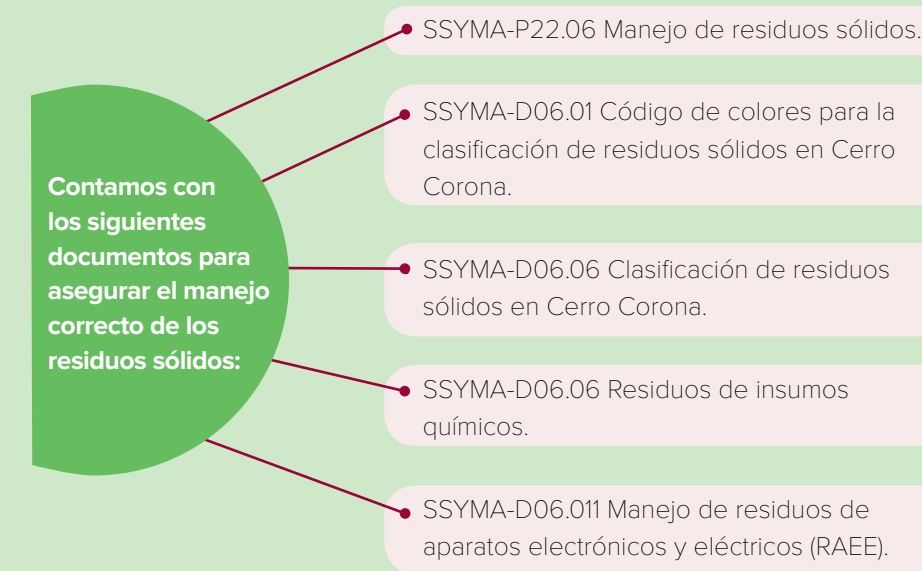 Contamos con
los siguientes
documentos para
asegurar el manejo
correcto de los
residuos sólidos:
SSYMA-P22.06 Manejo de residuos sólidos.
SSYMA-D06.01 Código de colores para la
clasificación de residuos sólidos en Cerro
Corona.
SSYMA-D06.06 Clasificación de residuos
sólidos en Cerro Corona.
SSYMA-D06.06 Residuos de insumos
químicos.
SSYMA-D06.011 Manejo de residuos de
aparatos electrónicos y eléctricos (RAEE).